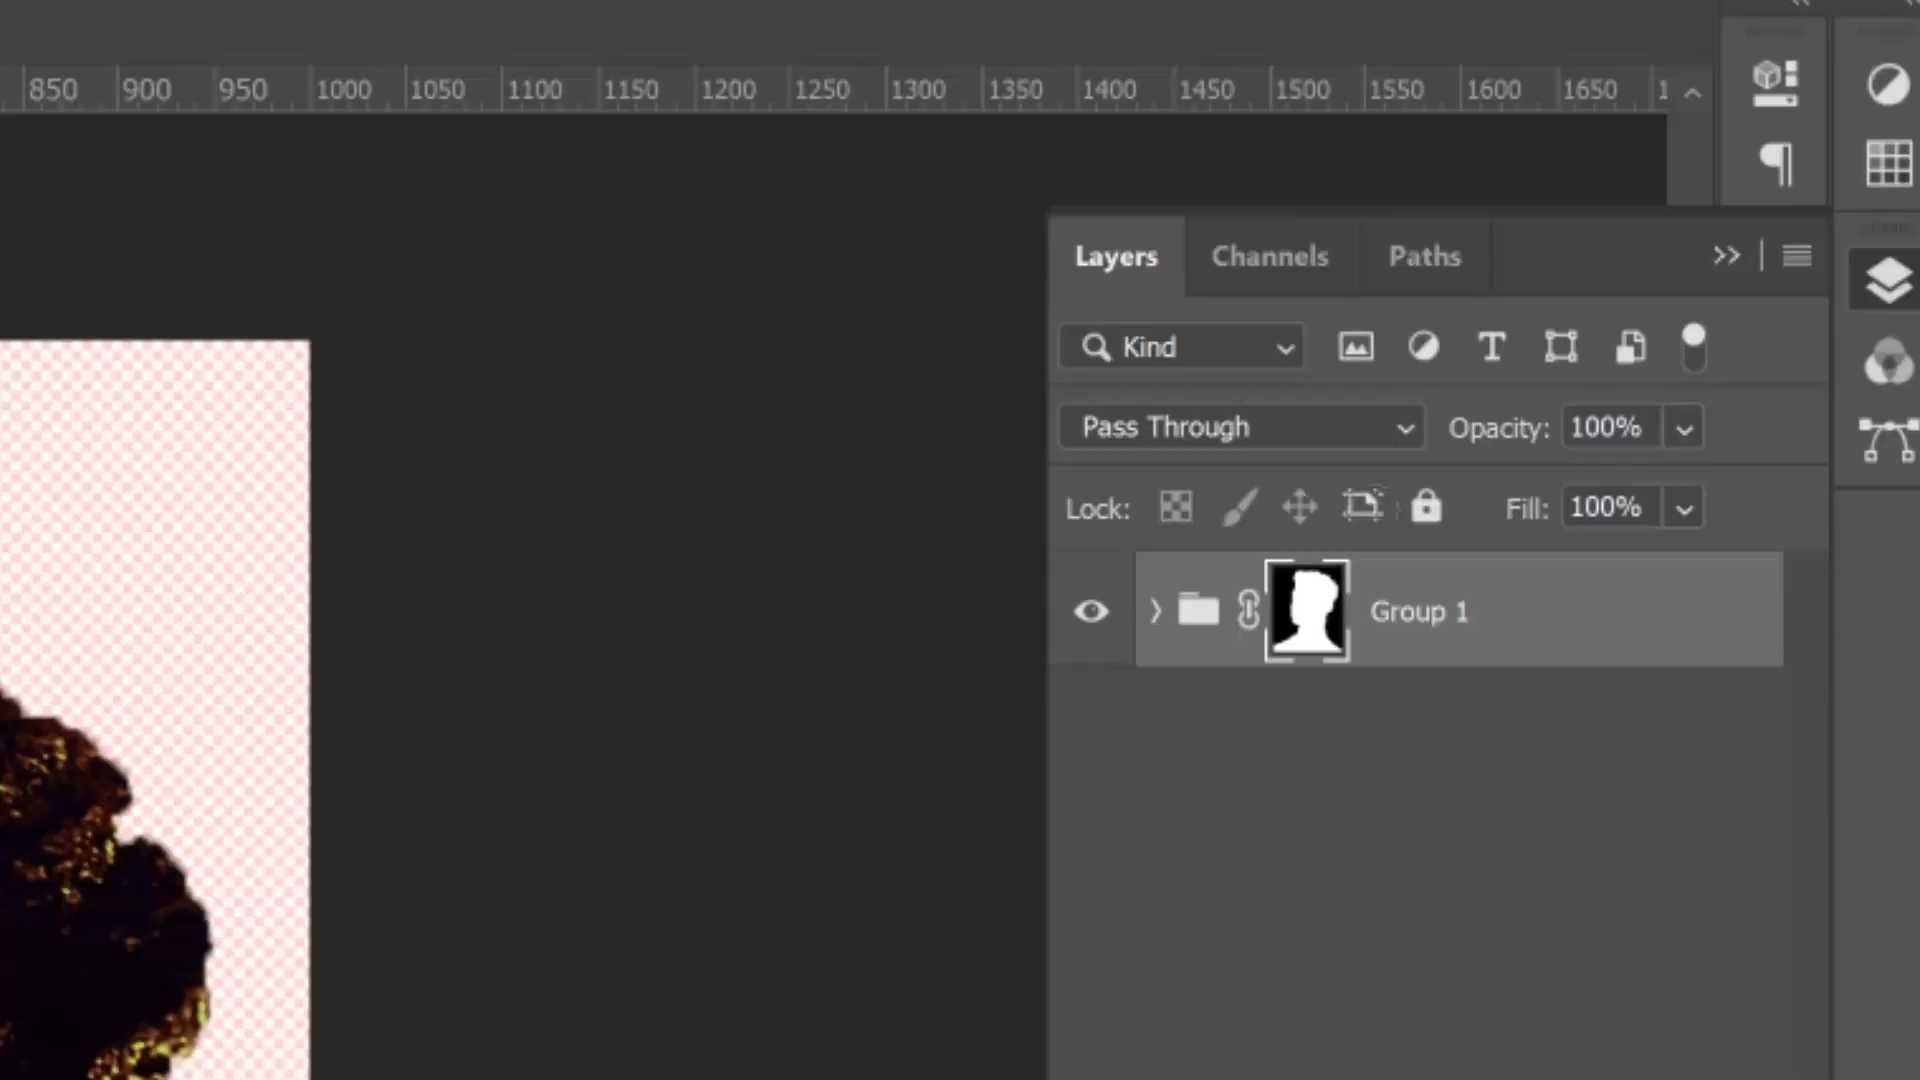 850 900 950 1000 1050 1100 1150 1200 1250 1300 1350 1400 1450 1500 1550 1600 1650 1
Layers Channels Paths
Kind
Pass Through Opacity: 100%
Lock: Fill: 100%
Group 1